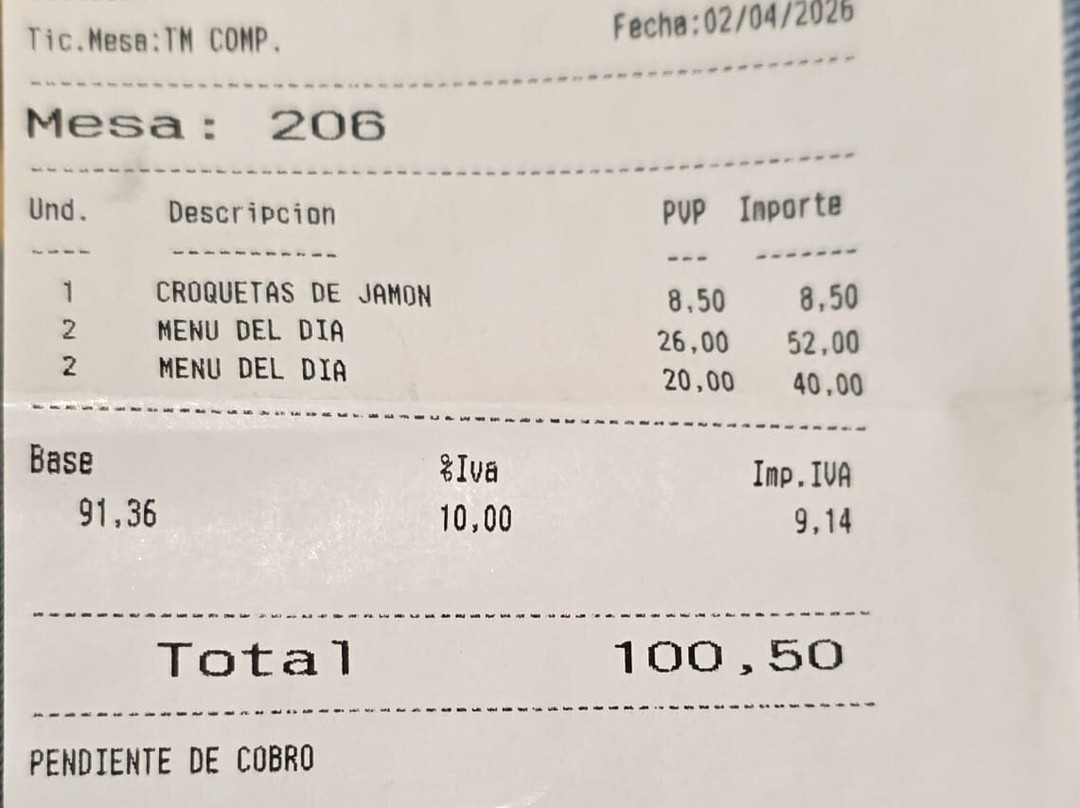 Tic.Mesa:TM COMP. Fecha:02/04/2026
Mesa: 206
Und. Descripcion PVP Importe
1 CROQUETAS DE JAMON 8,50 8,50
2 MENU DEL DIA 26,00 52,00
2 MENU DEL DIA 20,00 40,00
Base %Iva Imp.IVA
91,36 10,00 9,14
Total 100,50
PENDIENTE DE COBRO